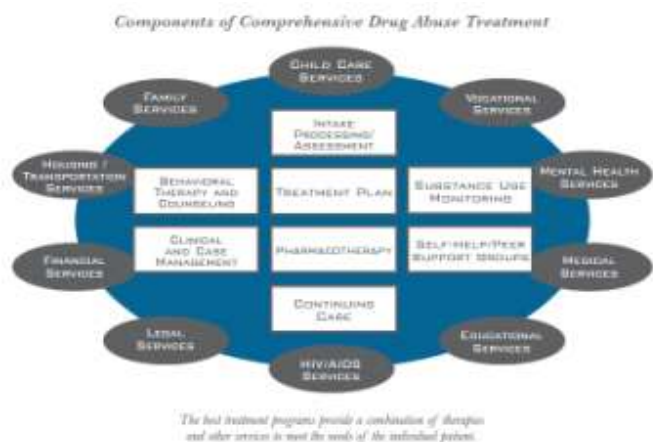 Components of Comprehensive Drug Abuse Treatment
CHILD CARE
SERVICES
FAMILY
SERVICES
VOCATIONAL
SERVICES
INTAKE
PROCESSING/
ASSESSMENT
HOUSING /
TRANSPORTATION
SERVICES
BEHAVIORAL
THERAPY AND
COUNSELING
TREATMENT PLAN
SUBSTANCE USE
MONITORING
MENTAL HEALTH
SERVICES
FINANCIAL
SERVICES
CLINICAL
AND CASE
MANAGEMENT
PHARMACOTHERAPY
SELF-HELP/PEER
SUPPORT GROUPS
MEDICAL
SERVICES
CONTINUING
CARE
LEGAL
SERVICES
EDUCATIONAL
SERVICES
HIV/AIDS
SERVICES
The best treatment programs provide a combination of therapies
and other services to meet the needs of the individual patient.